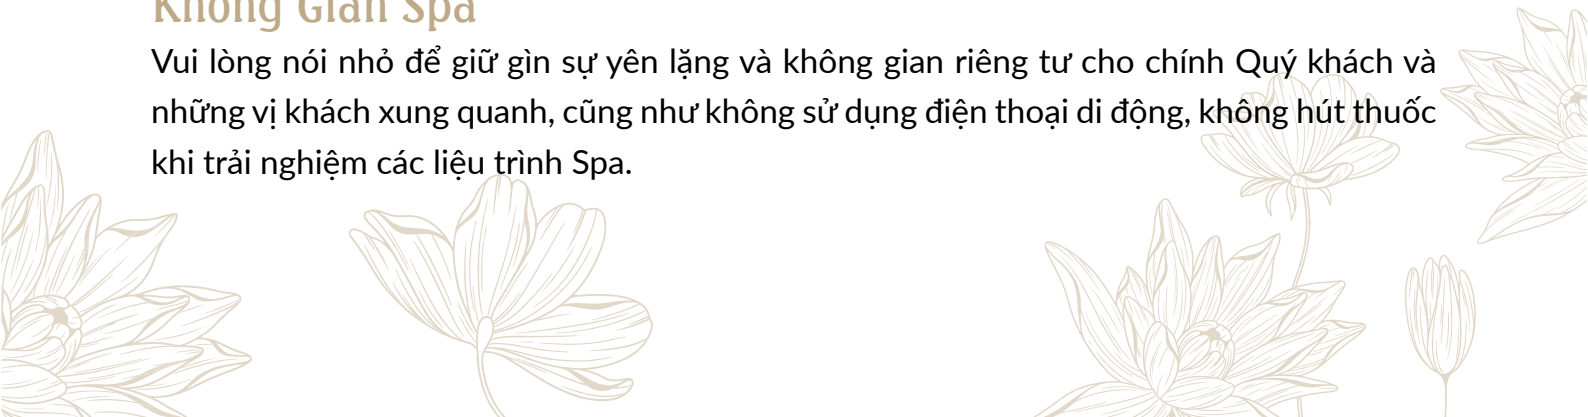 Không Gian Spa
Vui lòng nói nhỏ để giữ gìn sự yên lặng và không gian riêng tư cho chính Quý khách và
những vị khách xung quanh, cũng như không sử dụng điện thoại di động, không hút thuốc
khi trải nghiệm các liệu trình Spa.